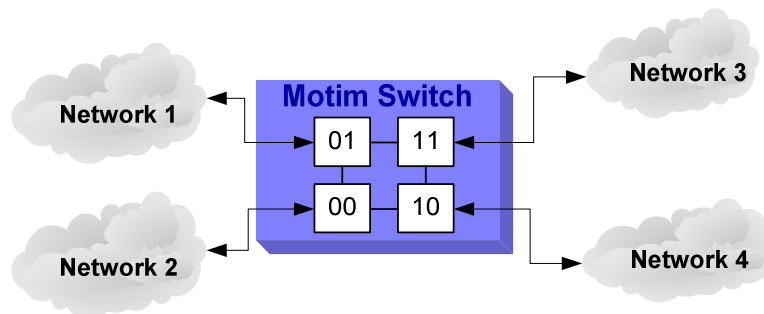 Motim Switch
Network 1
Network 3
01
11
00
10
Network 2
Network 4